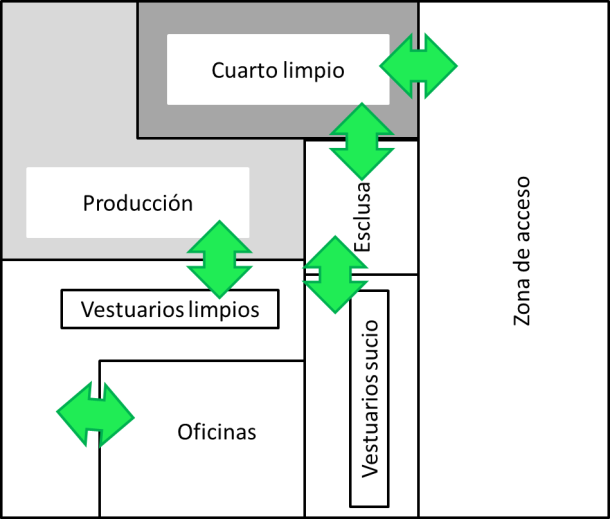 Cuarto limpio
Producción
Esclusa
Zona de acceso
Vestuarios limpios
Vestuarios sucio
Oficinas